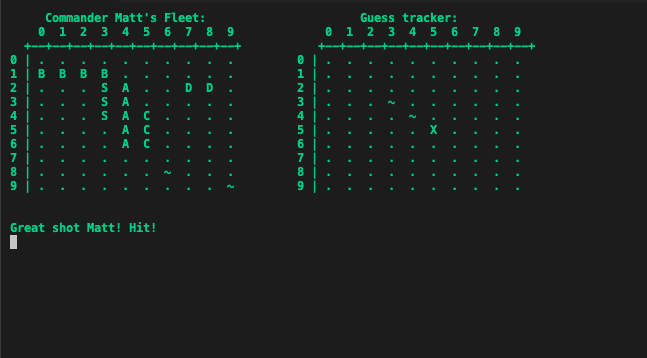 Commander Matt's Fleet:                      Guess tracker:
    0  1  2  3  4  5  6  7  8  9            0  1  2  3  4  5  6  7  8  9
  +——+——+——+——+——+——+——+——+——+——+          +——+——+——+——+——+——+——+——+——+——+
0 | .  .  .  .  .  .  .  .  .  .        0 | .  .  .  .  .  .  .  .  .  .
1 | B  B  B  B  .  .  .  .  .  .        1 | .  .  .  .  .  .  .  .  .  .
2 | .  .  .  S  A  .  .  D  D  .        2 | .  .  .  .  .  .  .  .  .  .
3 | .  .  .  S  A  .  .  .  .  .        3 | .  .  .  ~  .  .  .  .  .  .
4 | .  .  .  S  A  C  .  .  .  .        4 | .  .  .  .  ~  .  .  .  .  .
5 | .  .  .  .  A  C  .  .  .  .        5 | .  .  .  .  .  X  .  .  .  .
6 | .  .  .  .  A  C  .  .  .  .        6 | .  .  .  .  .  .  .  .  .  .
7 | .  .  .  .  .  .  .  .  .  .        7 | .  .  .  .  .  .  .  .  .  .
8 | .  .  .  .  .  .  ~  .  .  .        8 | .  .  .  .  .  .  .  .  .  .
9 | .  .  .  .  .  .  .  .  .  ~        9 | .  .  .  .  .  .  .  .  .  .
Great shot Matt! Hit!